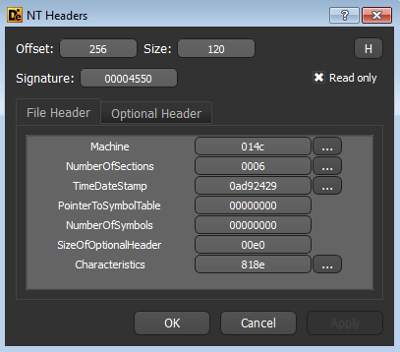 De NT Headers ?
Offset: 256 Size: 120 H
Signature: 00004550 Read only
File Header Optional Header
Machine 014c ...
NumberOfSections 0006 ...
TimeDateStamp 0ad92429 ...
PointerToSymbolTable 00000000
NumberOfSymbols 00000000
SizeOfOptionalHeader 00e0
Characteristics 818e ...
OK Cancel Apply